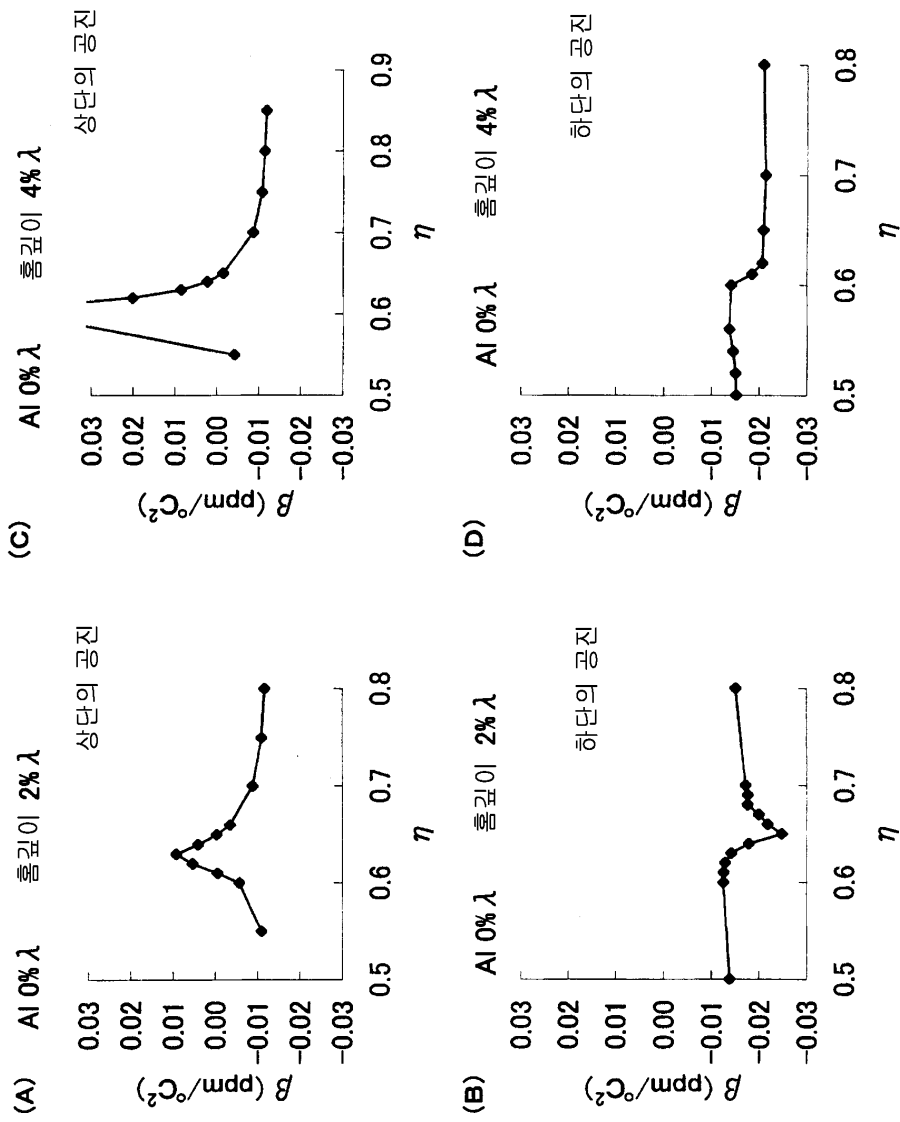 (A)
Al 0% λ 홈깊이 2% λ
상단의 공진
0.03
0.02
0.01
0.00
−0.01
−0.02
−0.03
β (ppm/°C²)
0.5 0.6 0.7 0.8
η
(B)
Al 0% λ 홈깊이 2% λ
하단의 공진
0.03
0.02
0.01
0.00
−0.01
−0.02
−0.03
β (ppm/°C²)
0.5 0.6 0.7 0.8
η
(C)
Al 0% λ 홈깊이 4% λ
상단의 공진
0.03
0.02
0.01
0.00
−0.01
−0.02
−0.03
β (ppm/°C²)
0.5 0.6 0.7 0.8 0.9
η
(D)
Al 0% λ 홈깊이 4% λ
하단의 공진
0.03
0.02
0.01
0.00
−0.01
−0.02
−0.03
β (ppm/°C²)
0.5 0.6 0.7 0.8
η